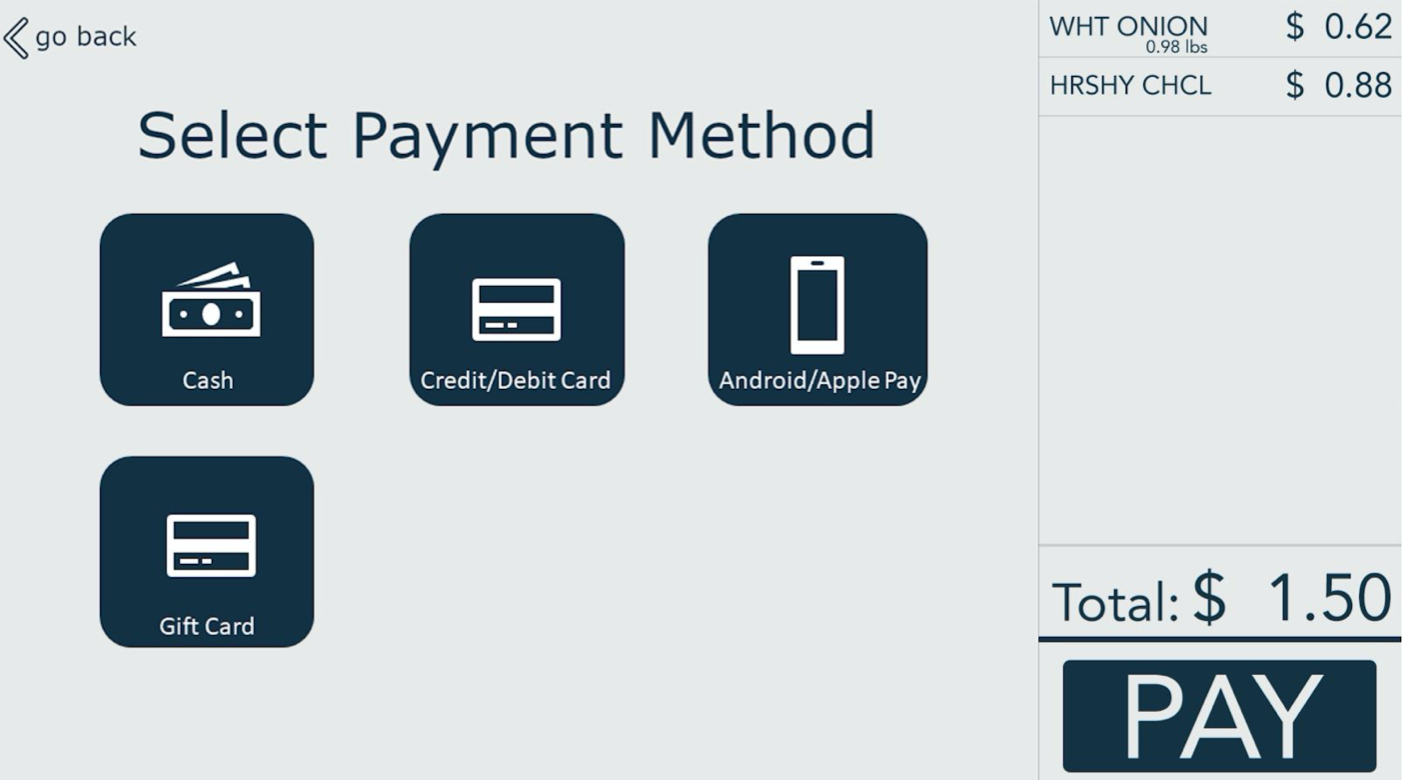 go back
Select Payment Method
Cash
Credit/Debit Card
Android/Apple Pay
Gift Card
WHT ONION $ 0.62
0.98 lbs
HRSHY CHCL $ 0.88
Total: $ 1.50
PAY